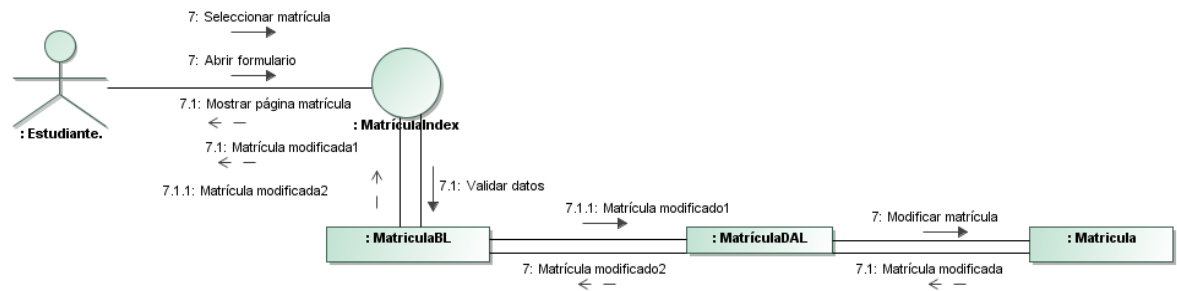 7: Seleccionar matrícula
7: Abrir formulario
7.1: Mostrar página matrícula
: MatrículaIndex
: Estudiante.
7.1: Matrícula modificada1
7.1.1: Matrícula modificada2
7.1: Validar datos
7.1.1: Matrícula modificado1
7: Modificar matrícula
: MatriculaBL
: MatrículaDAL
: Matricula
7: Matrícula modificado2
7.1: Matrícula modificada